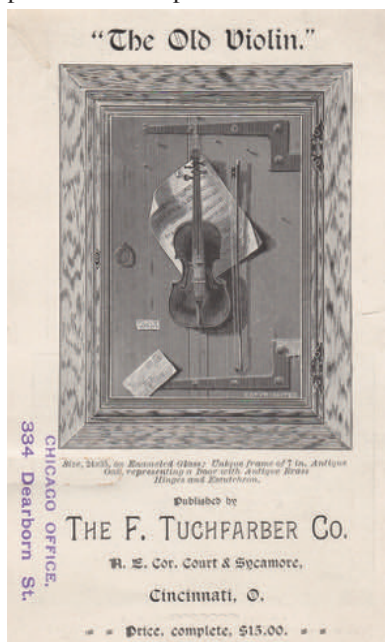 “The Old Violin.”
Size, 24x35, on Enameled Glass; Unique frame of 7 in. Antique
Oak, representing a Door with Antique Brass
Hinges and Escutcheon.
Published by
THE F. TUCHFARBER CO.
N. E. Cor. Court & Sycamore,
Cincinnati, O.
Price, complete, $15.00.
CHICAGO OFFICE,
334 Dearborn St.